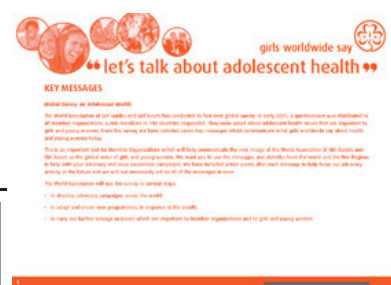 girls worldwide say
“let's talk about adolescent health”
KEY MESSAGES
Global Survey on Adolescent Health
The World Association of Girl Guides and Girl Scouts has conducted its first ever global survey. In early 2005, a questionnaire was distributed to
all Member Organizations. members in countries responded. They were asked about adolescent health issues that are important to
girls and young women. From the survey we have selected seven key messages which communicate what girls worldwide say about health
and young women today.
This is an important tool for Member Organizations which will help communicate the new image of the World Association of Girl Guides and
Girl Scouts as the global voice of girls and young women. We want you to use the messages and statistics from the world and the five Regions
to help with your advocacy and issue awareness campaigns. We have included action points after each message to help focus our advocacy
activity in the future and we will not necessarily act on all of the messages at once.
The World Association will use the survey in several ways:
- to develop advocacy campaigns across the world
- to adapt and create new programmes in response to the results
- to carry out further surveys on issues which are important to Member Organizations and to girls and young women
1